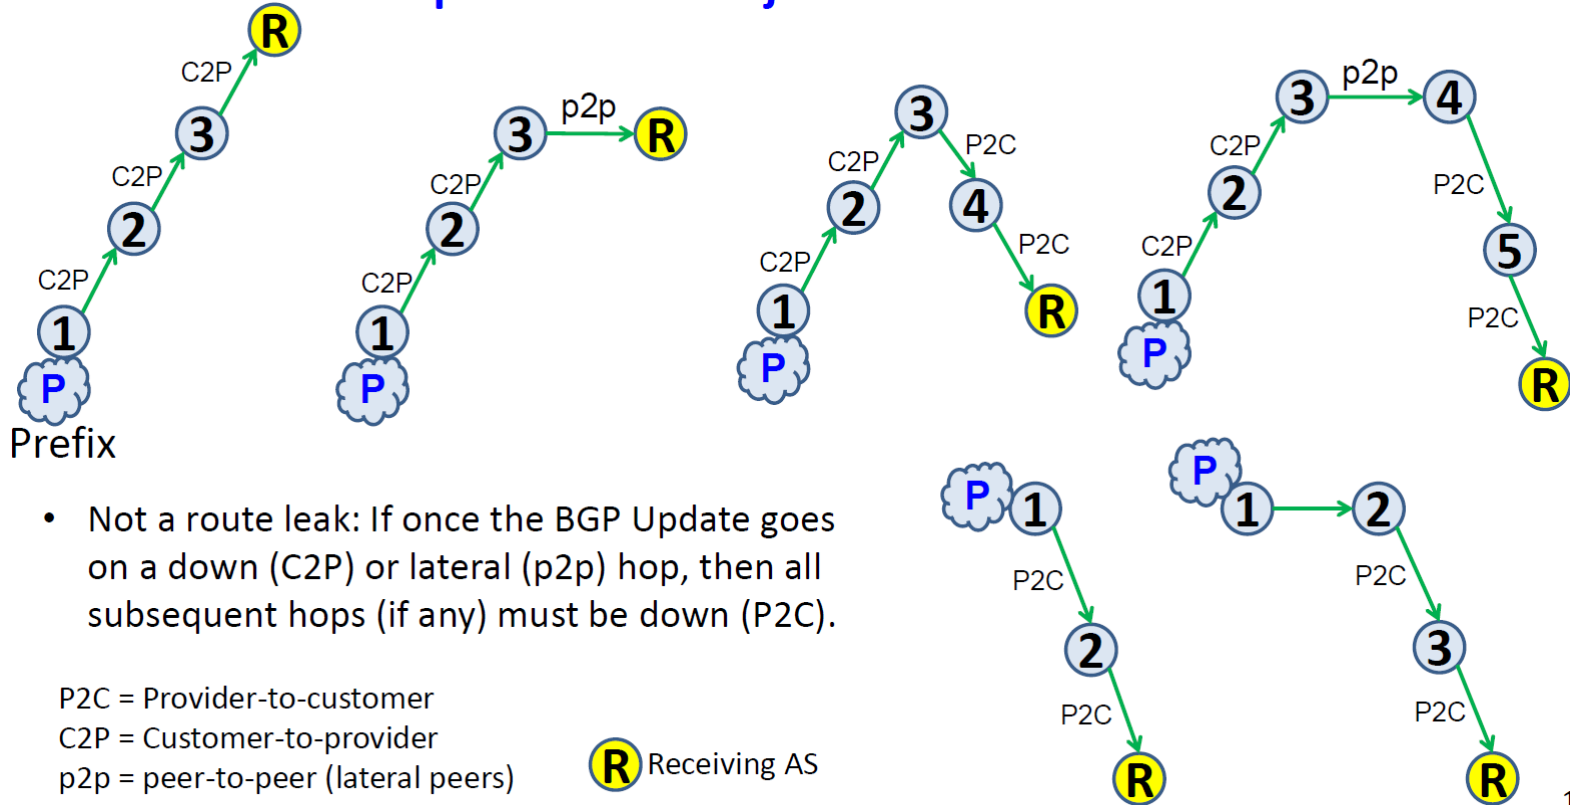 R
C2P
3
C2P
2
C2P
1
P
Prefix
R
p2p
3
C2P
2
C2P
1
P
3
C2P
P2C
2
4
C2P
P2C
1
R
P
3
p2p
4
C2P
P2C
2
C2P
5
1
P2C
P
R
• Not a route leak: If once the BGP Update goes
on a down (C2P) or lateral (p2p) hop, then all
subsequent hops (if any) must be down (P2C).
P2C = Provider-to-customer
C2P = Customer-to-provider
p2p = peer-to-peer (lateral peers)
R Receiving AS
P
1
P2C
2
P2C
R
P
1
2
P2C
3
P2C
R
1